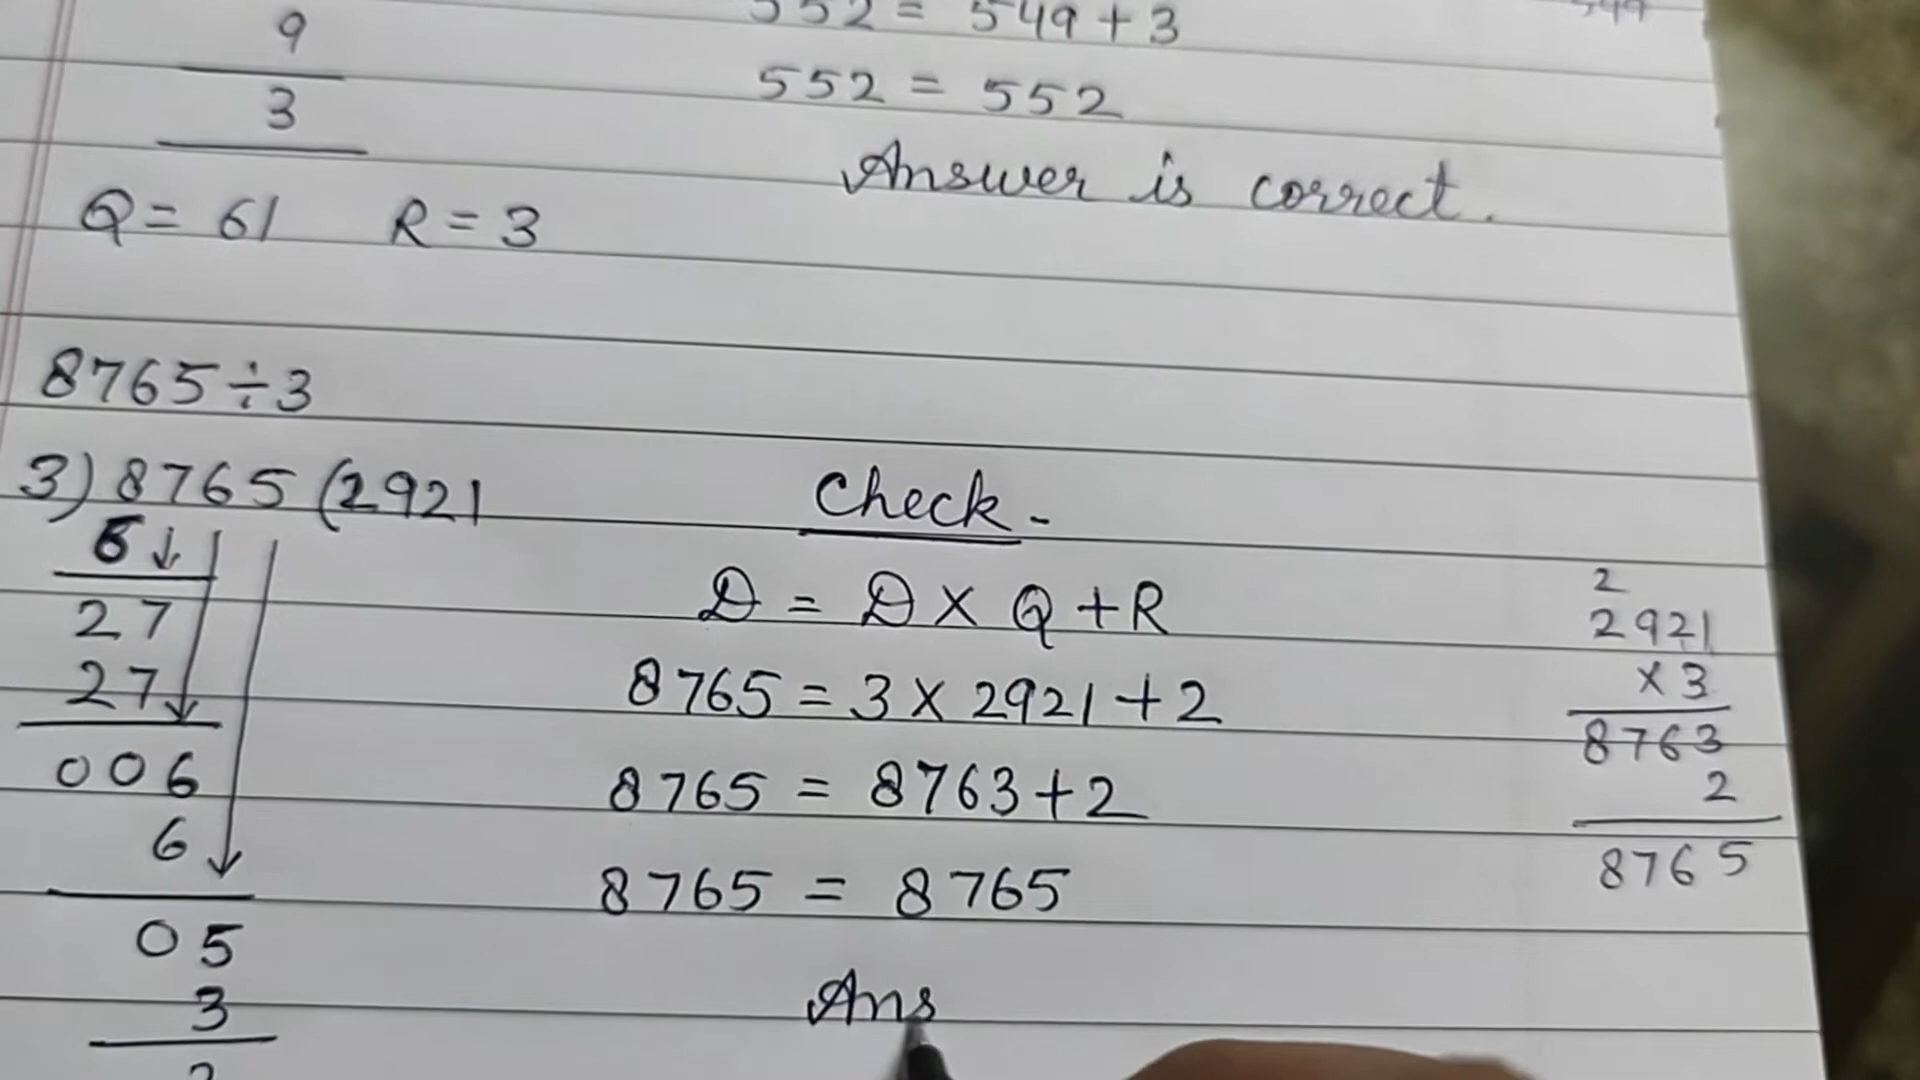 9
3
Q = 61 R = 3
552 = 549 + 3
552 = 552
Answer is correct.
8765 ÷ 3
3) 8765 (2921
6
27
27
006
6
05
3
2
Check -
D = D × Q + R
8765 = 3 × 2921 + 2
8765 = 8763 + 2
8765 = 8765
Ans
2
2921
× 3
8763
2
8765